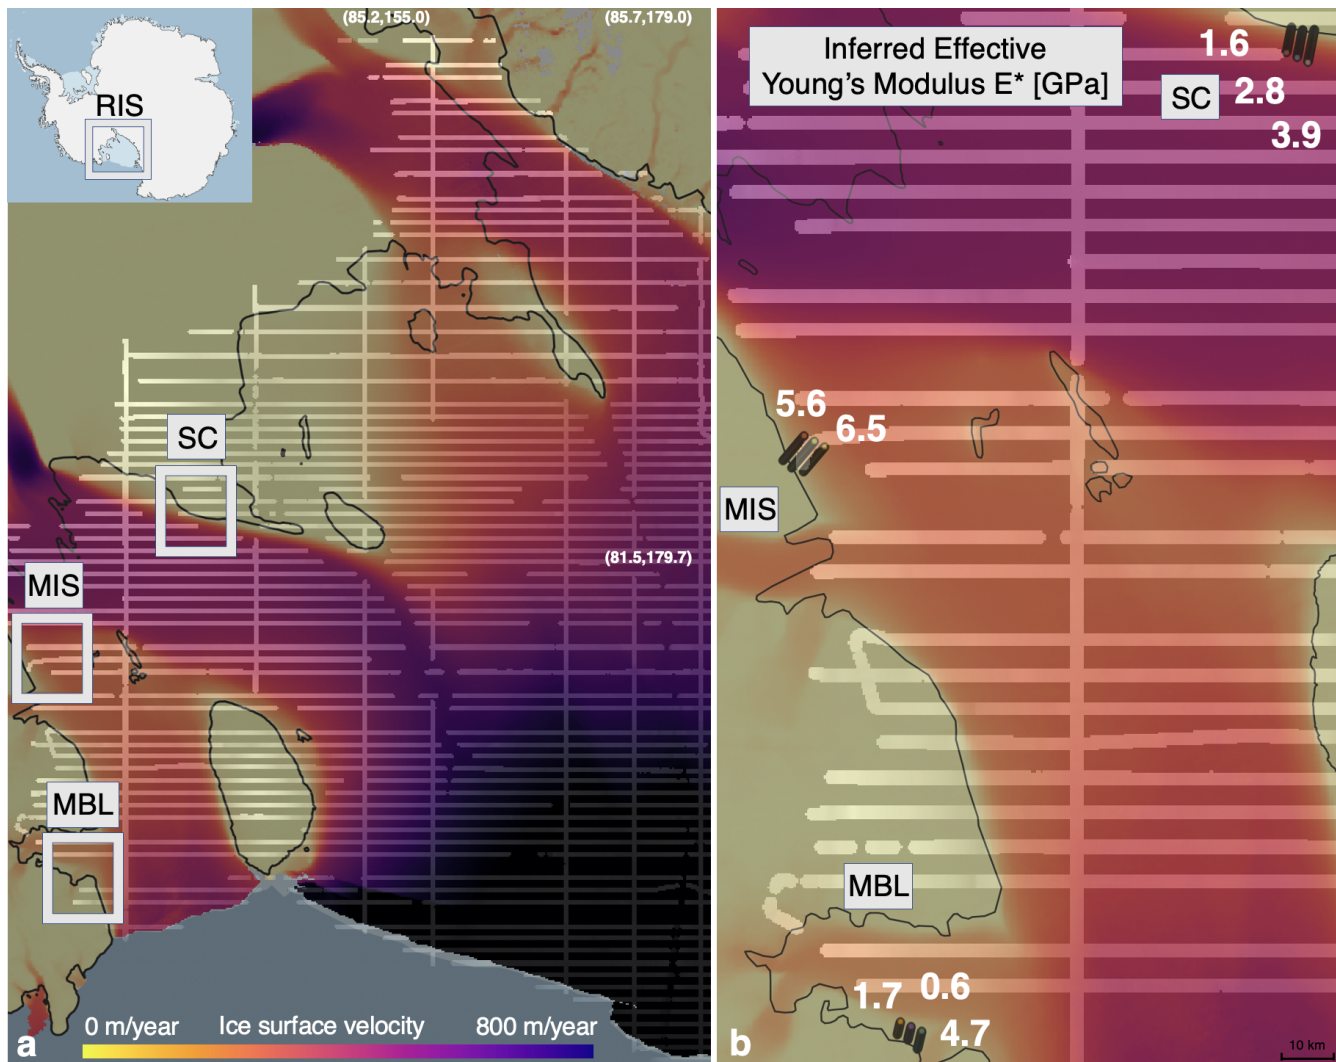 RIS
(85.2,155.0)
(85.7,179.0)
SC
(81.5,179.7)
MIS
MBL
0 m/year
Ice surface velocity
800 m/year
a
Inferred Effective
Young's Modulus E* [GPa]
1.6
SC
2.8
3.9
5.6
6.5
MIS
MBL
1.7
0.6
4.7
b
10 km